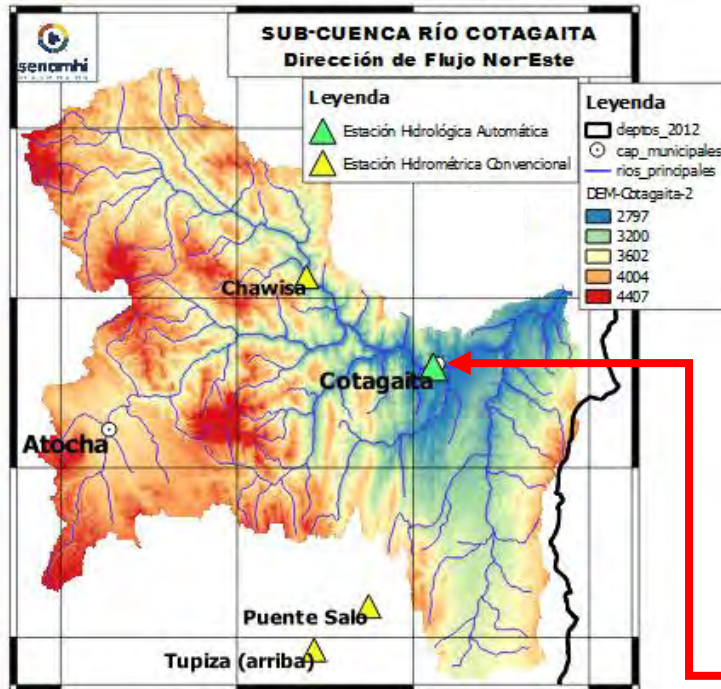 SUB-CUENCA RÍO COTAGAITA
Dirección de Flujo Nor-Este
senamhi
Leyenda
Estación Hidrológica Automática
Estación Hidrométrica Convencional
Leyenda
deptos_2012
cap_municipales
rios_principales
DEM-Cotagaita-2
2797
3200
3602
4004
4407
Chawisa
Cotagaita
Atocha
Puente Salo
Tupiza (arriba)